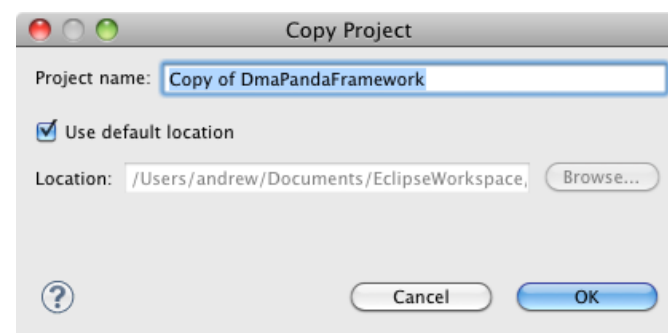 Copy Project
Project name: Copy of DmaPandaFramework
Use default location
Location: /Users/andrew/Documents/EclipseWorkspace, Browse...
? Cancel OK